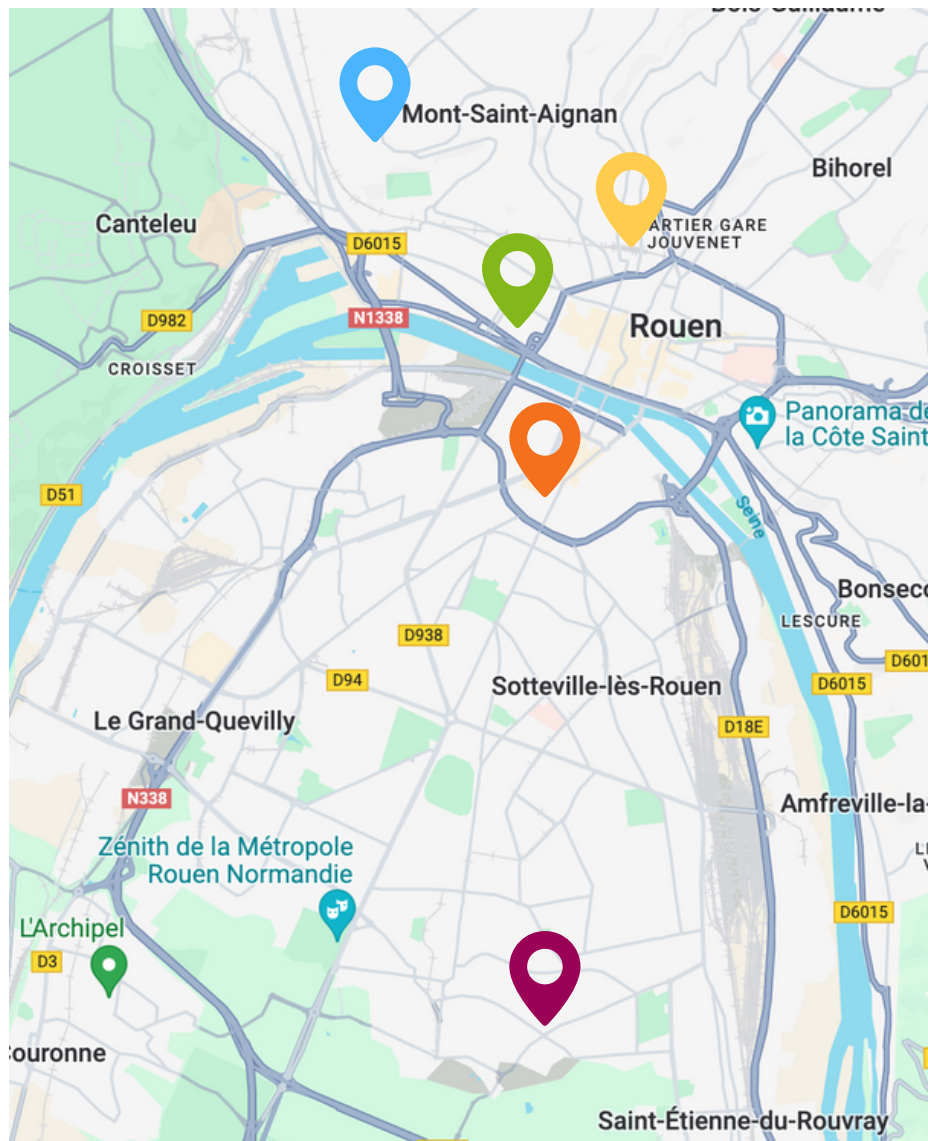 Bois-Guillaume
Mont-Saint-Aignan
Bihorel
Canteleu
ARTIER GARE
JOUVENET
D6015
D982
N1338
Rouen
CROISSET
Panorama de
la Côte Saint
D51
Seine
Bonseco
LESCURE
D938
D601
D94
Sotteville-lès-Rouen
D6015
Le Grand-Quevilly
D18E
N338
Amfreville-la-
Zénith de la Métropole
Rouen Normandie
L'Archipel
D6015
D3
Couronne
Saint-Étienne-du-Rouvray